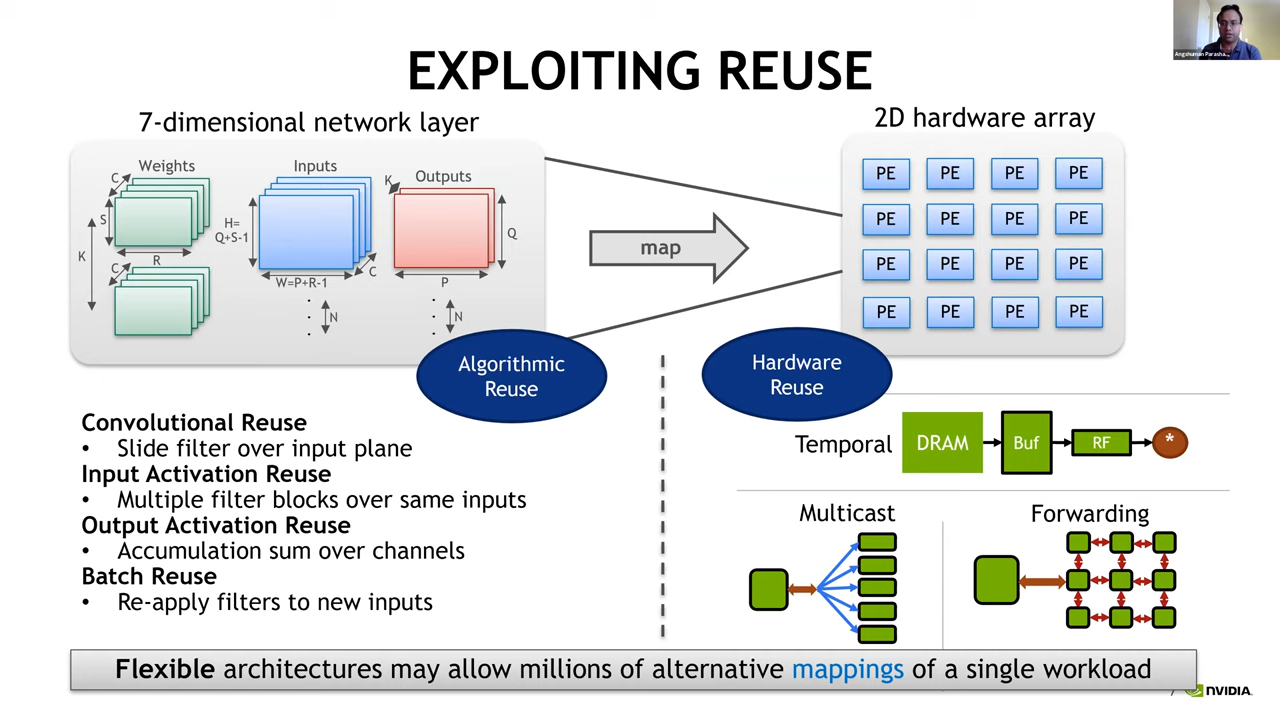 Angshuman Parasha...
EXPLOITING REUSE
7-dimensional network layer
2D hardware array
Weights
Inputs
Outputs
C
S
K
R
C
H=
Q+S-1
W=P+R-1
C
N
K
Q
P
N
map
PE PE PE PE
PE PE PE PE
PE PE PE PE
PE PE PE PE
Algorithmic
Reuse
Hardware
Reuse
Convolutional Reuse
• Slide filter over input plane
Input Activation Reuse
• Multiple filter blocks over same inputs
Output Activation Reuse
• Accumulation sum over channels
Batch Reuse
• Re-apply filters to new inputs
Temporal
DRAM
Buf
RF
*
Multicast
Forwarding
Flexible architectures may allow millions of alternative mappings of a single workload
7
NVIDIA.